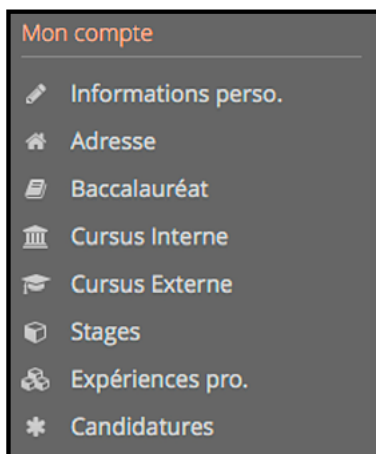 Mon compte
Informations perso.
Adresse
Baccalauréat
Cursus Interne
Cursus Externe
Stages
Expériences pro.
Candidatures